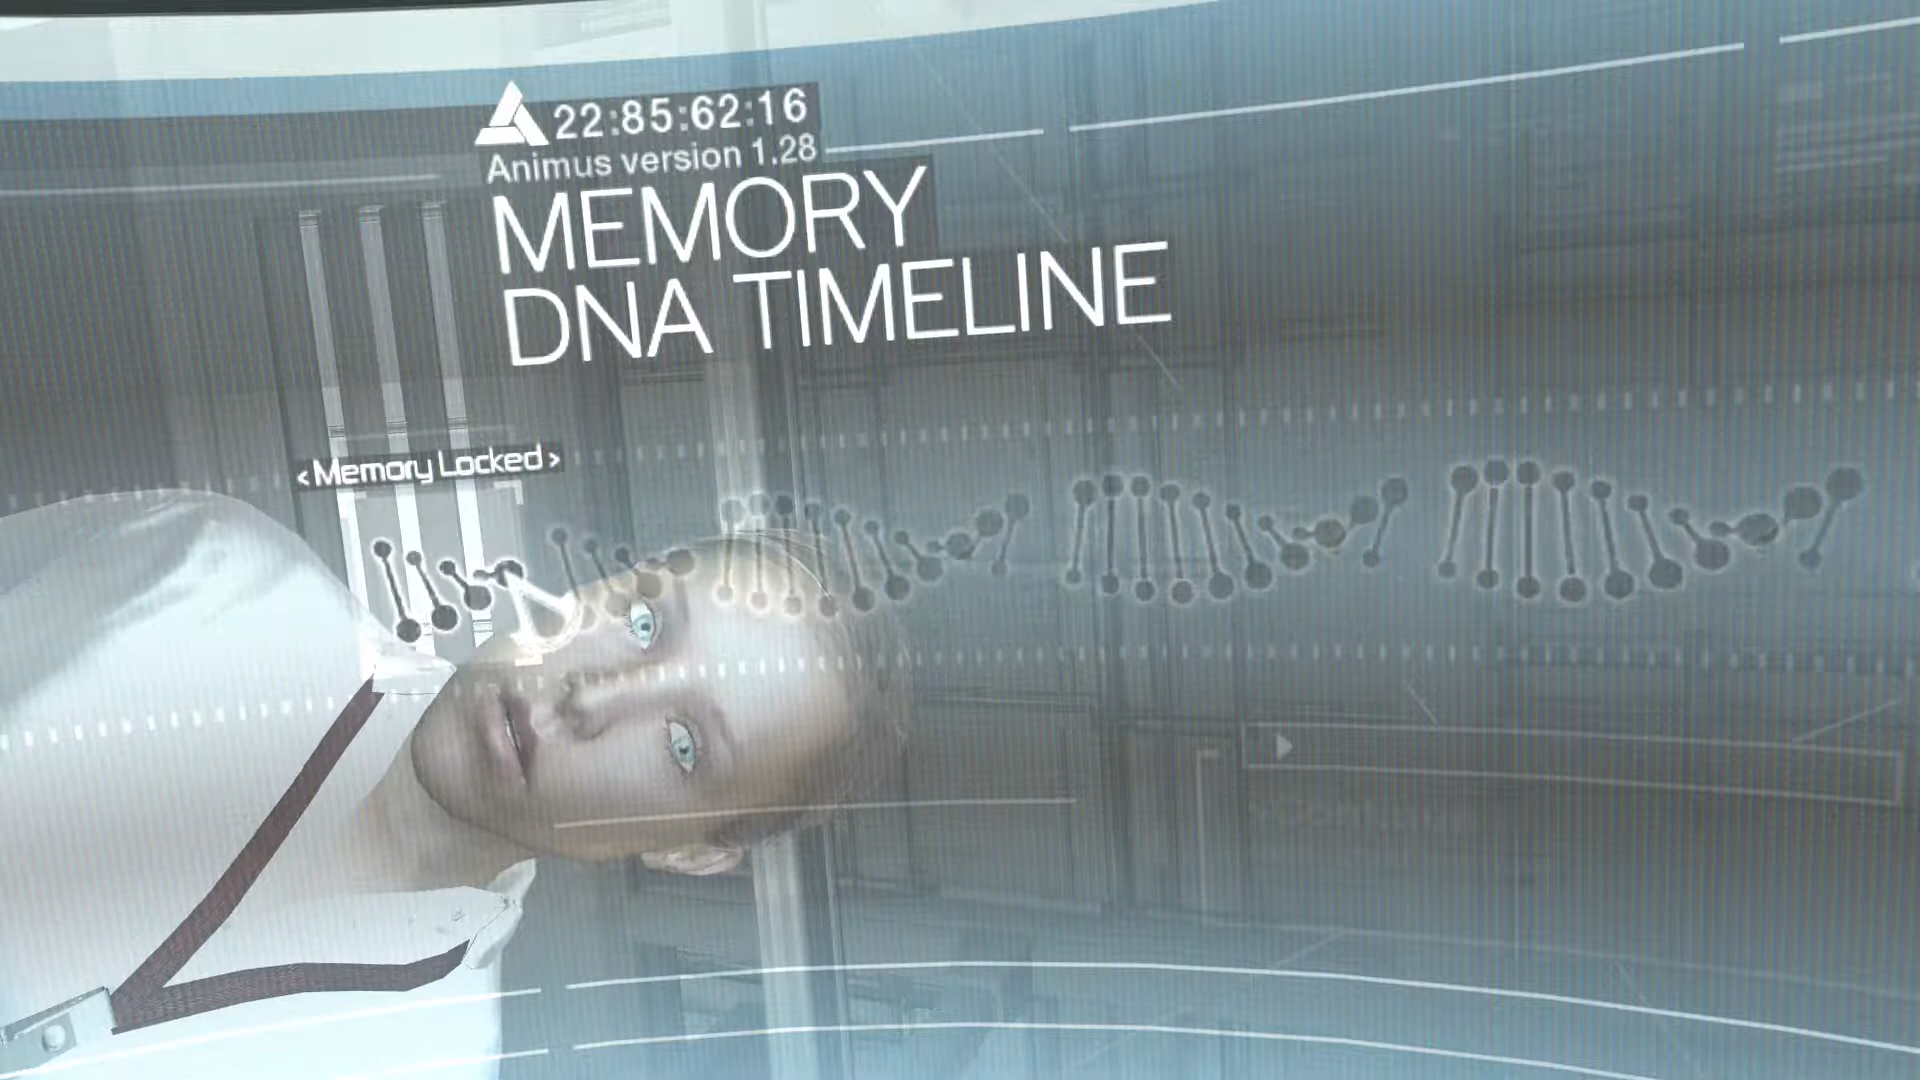 22:85:62:16
Animus version 1.28
MEMORY
DNA TIMELINE
<Memory Locked>